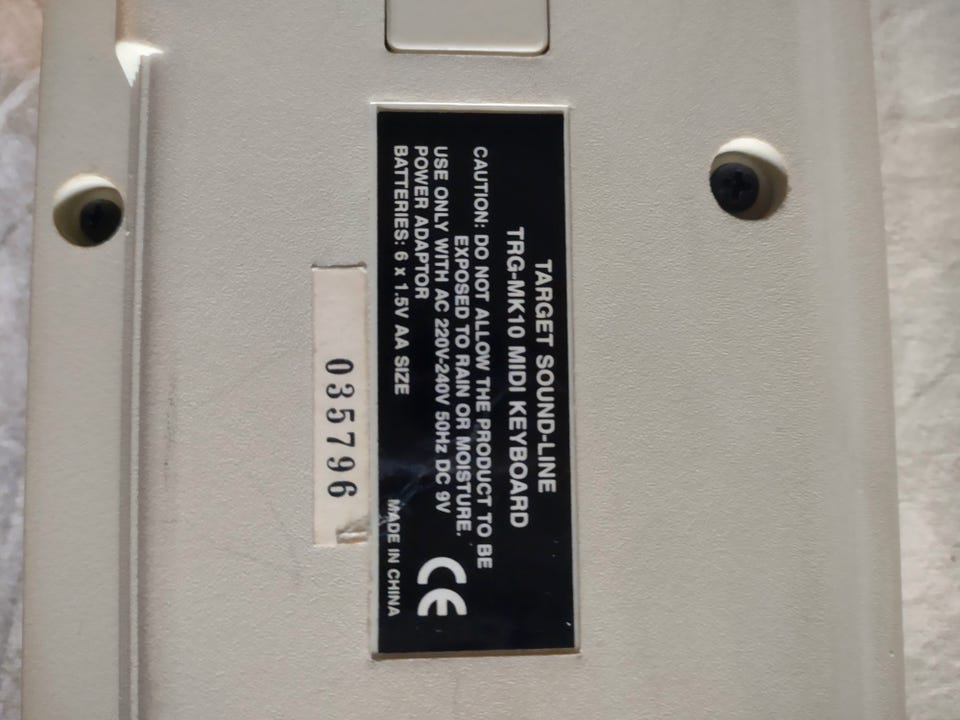 TARGET SOUND-LINE
TRG-MK10 MIDI KEYBOARD
CAUTION: DO NOT ALLOW THE PRODUCT TO BE
EXPOSED TO RAIN OR MOISTURE.
USE ONLY WITH AC 220V-240V 50Hz DC 9V
POWER ADAPTOR
BATTERIES: 6 x 1.5V AA SIZE
CE
MADE IN CHINA
035796